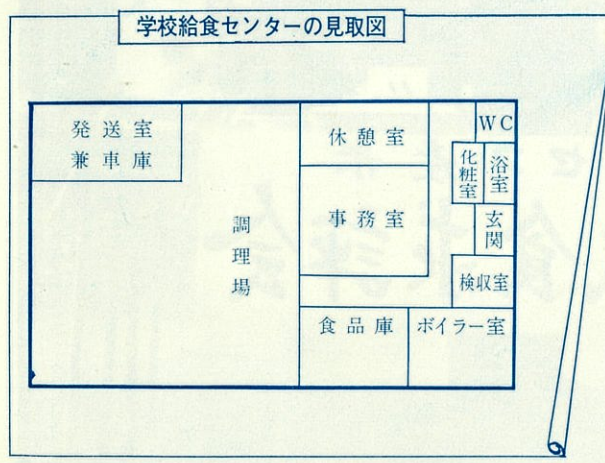 学校給食センターの見取図
発送室
兼車庫
調理場
休憩室
事務室
食品庫
ボイラー室
WC
化粧室
浴室
玄関
検収室